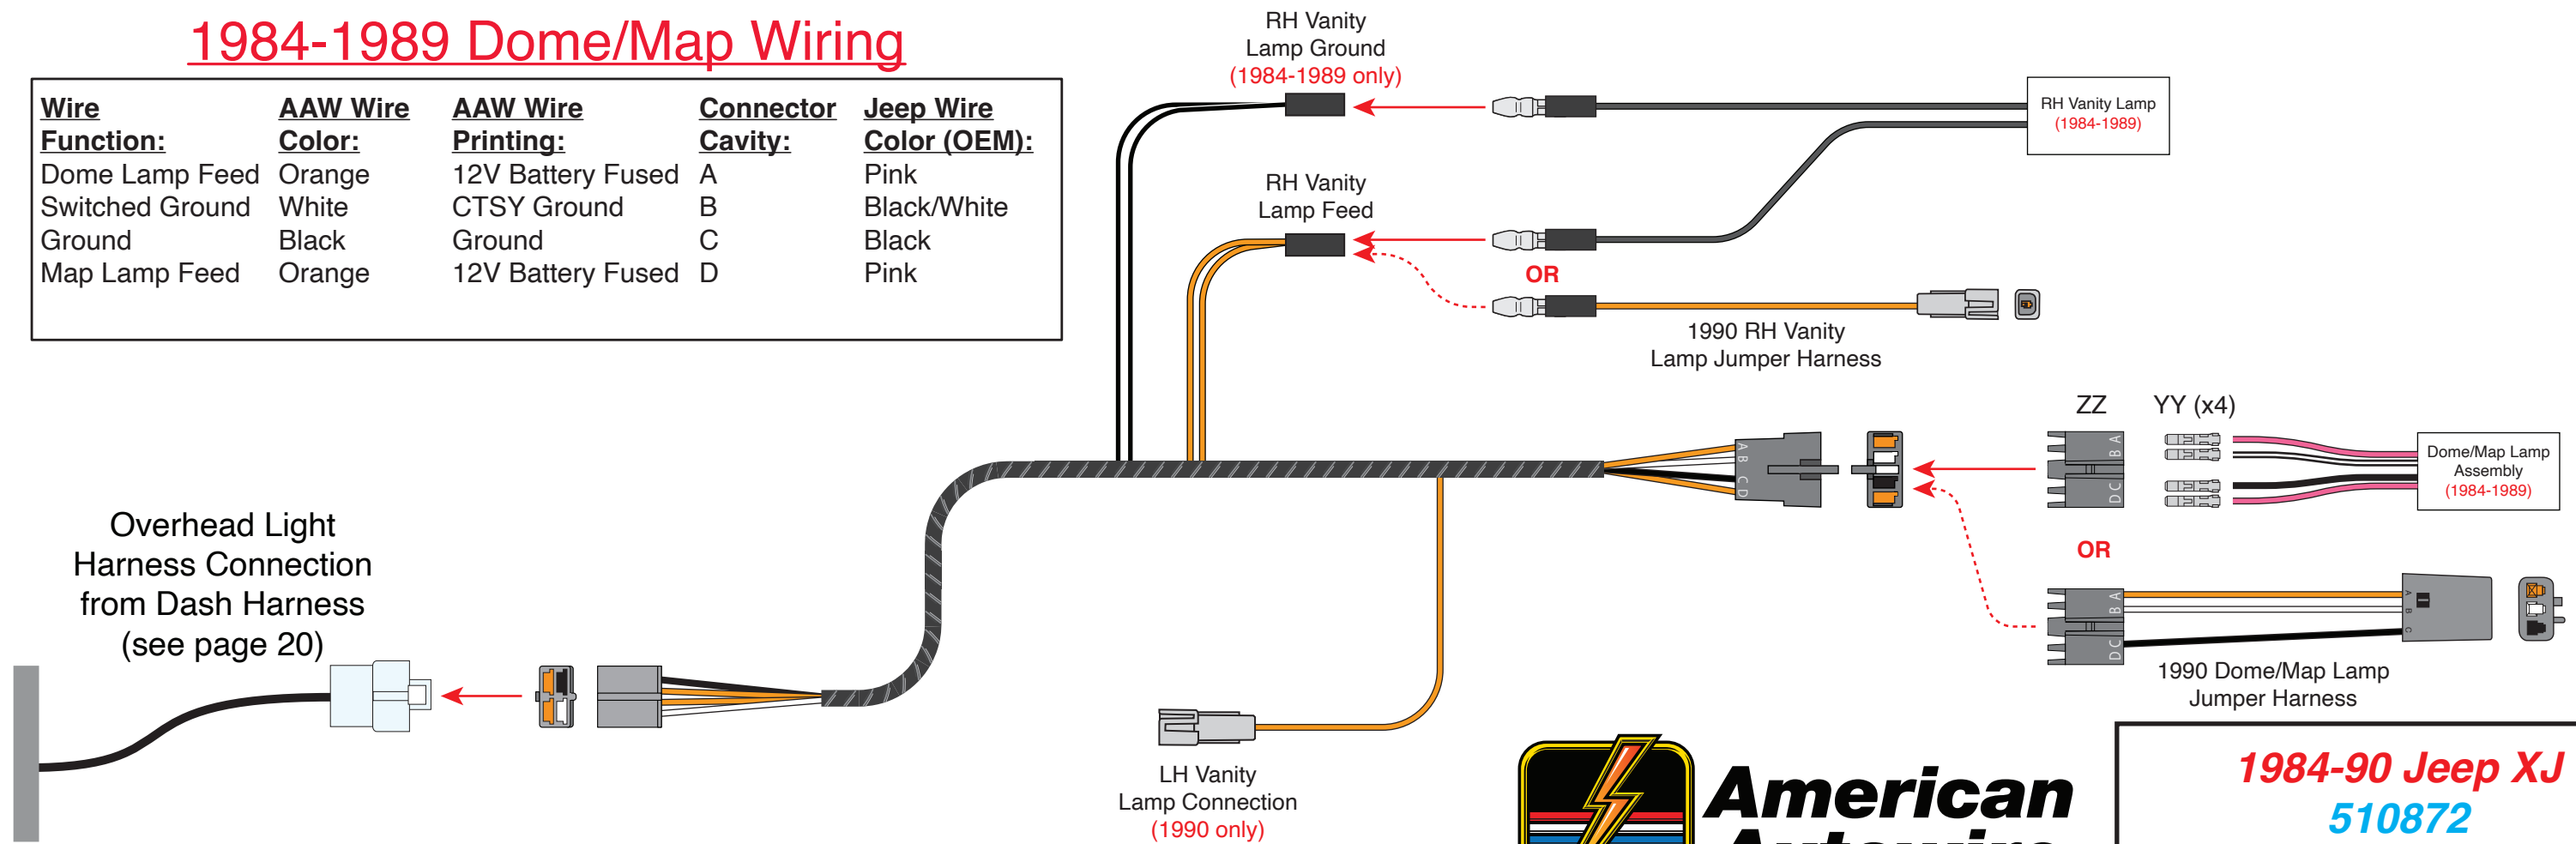 1984-1989 Dome/Map Wiring
Wire Function: AAW Wire Color: AAW Wire Printing: Connector Cavity: Jeep Wire Color (OEM):
Dome Lamp Feed Orange 12V Battery Fused A Pink
Switched Ground White CTSY Ground B Black/White
Ground Black Ground C Black
Map Lamp Feed Orange 12V Battery Fused D Pink
RH Vanity
Lamp Ground
(1984-1989 only)
RH Vanity Lamp
(1984-1989)
RH Vanity
Lamp Feed
OR
1990 RH Vanity
Lamp Jumper Harness
ZZ YY (x4)
A
B
C
D
D C B A
Dome/Map Lamp
Assembly
(1984-1989)
OR
D C B A
A
B
C
1990 Dome/Map Lamp
Jumper Harness
Overhead Light
Harness Connection
from Dash Harness
(see page 20)
LH Vanity
Lamp Connection
(1990 only)
American
Autowire
1984-90 Jeep XJ
510872